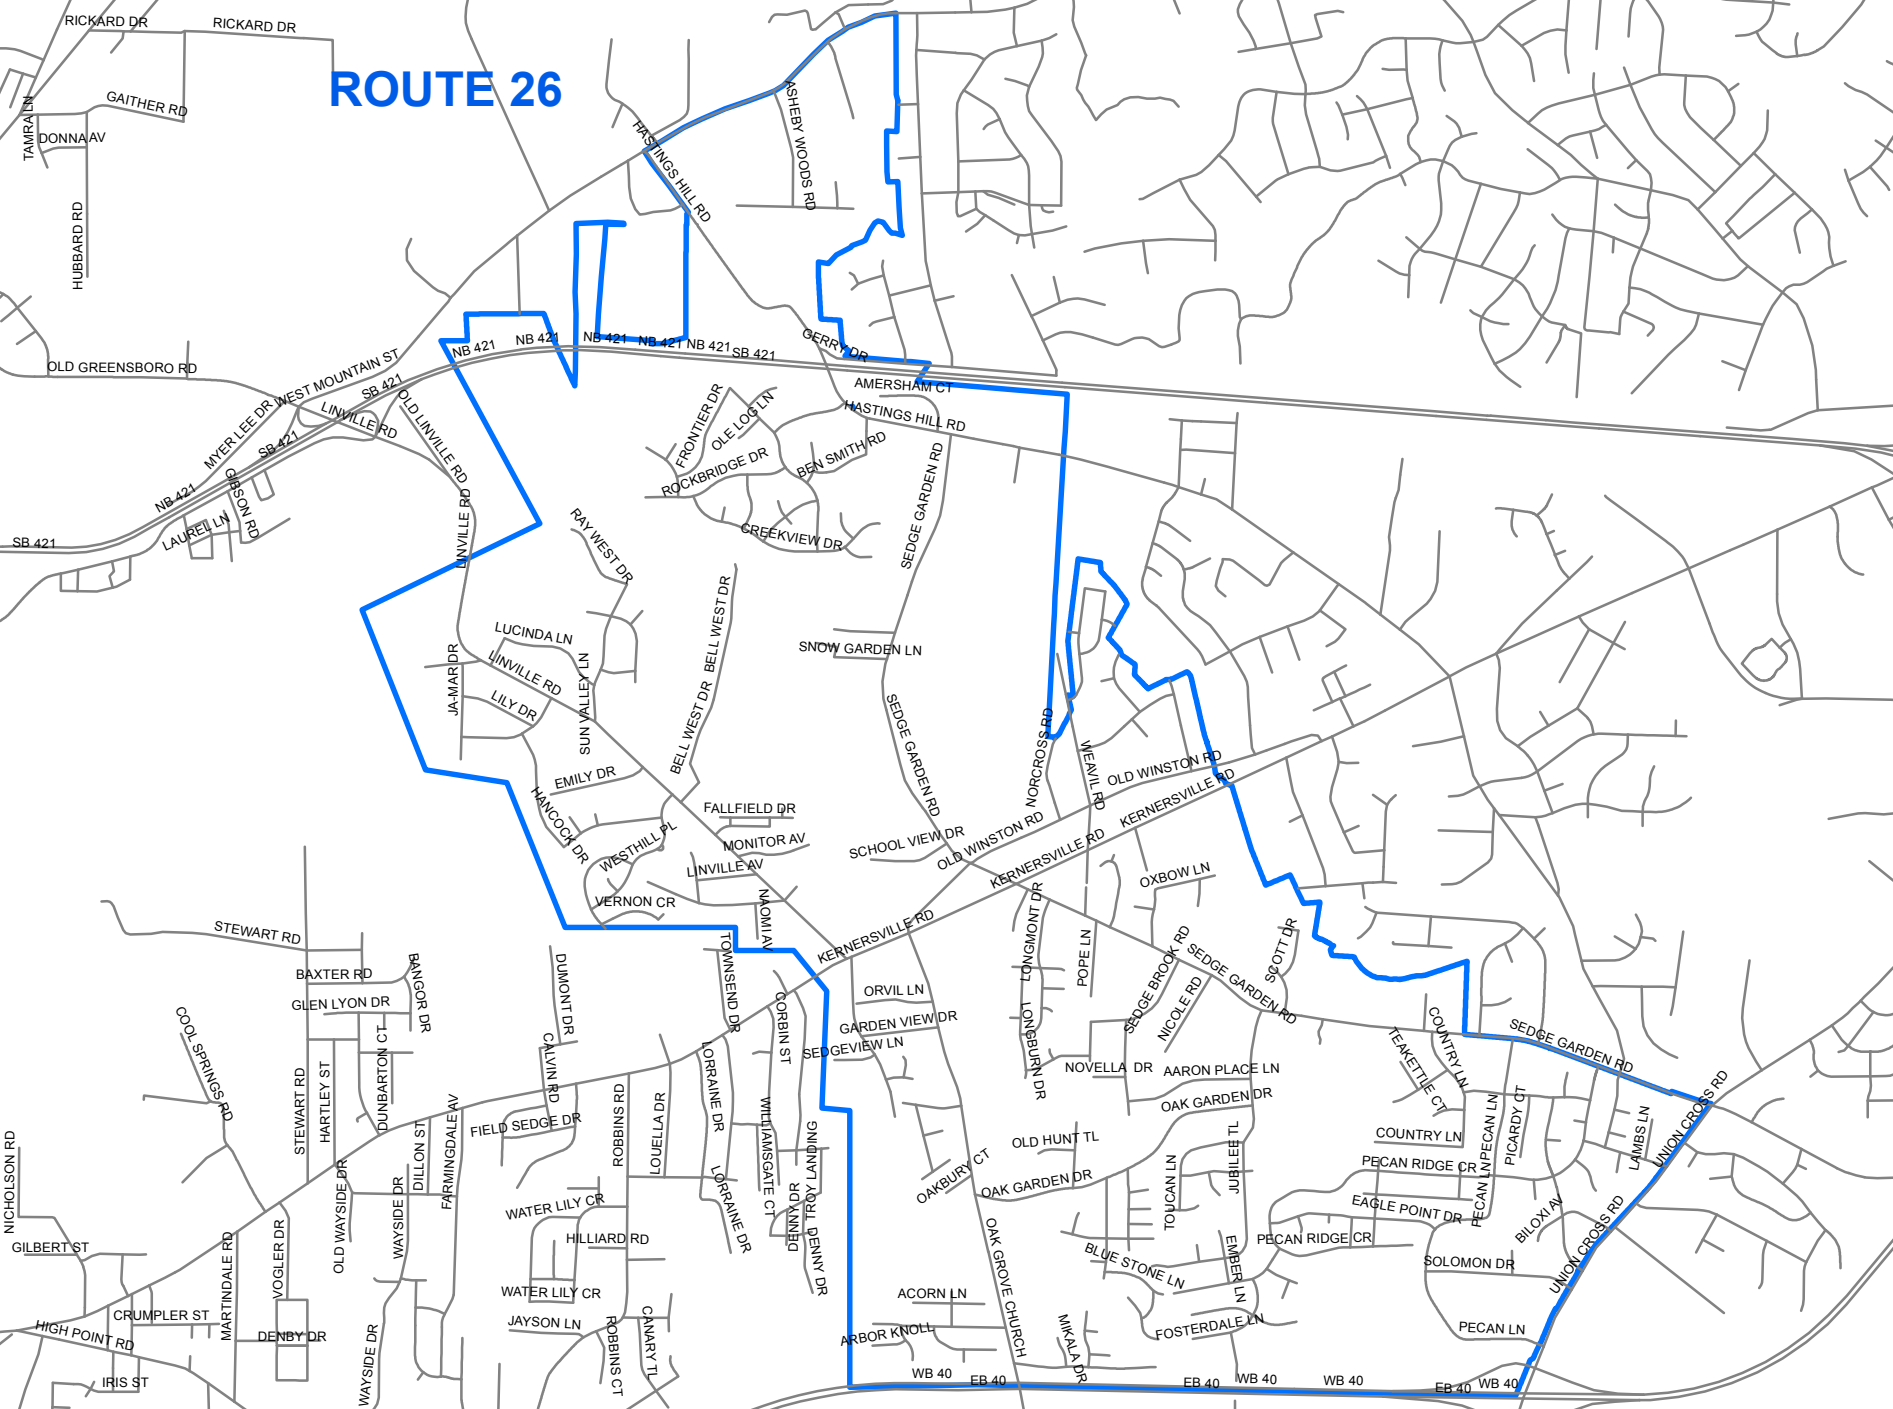 RICKARD DR
RICKARD DR
ROUTE 26
GAITHER RD
TAMRA LN
DONNA AV
HUBBARD RD
HASTINGS HILL RD
ASHEBY WOODS RD
OLD GREENSBORO RD
WEST MOUNTAIN ST
NB 421
NB 421
NB 421
NB 421
NB 421
SB 421
GERRY DR
AMERSHAM CT
SB 421
LINVILLE RD
OLD LINVILLE RD
MYER LEE DR
SB 421
NB 421
GIBSON RD
LAUREL LN
SB 421
FRONTIER DR
OLE LOG LN
ROCKBRIDGE DR
BEN SMITH RD
HASTINGS HILL RD
SEDGE GARDEN RD
CREEKVIEW DR
LINVILLE RD
RAY WEST DR
BELL WEST DR
LUCINDA LN
LINVILLE RD
JA-MAR DR
LILY DR
SUN VALLEY LN
BELL WEST DR
SNOW GARDEN LN
SEDGE GARDEN RD
NORCROSS RD
WEAVIL RD
OLD WINSTON RD
KERNERSVILLE RD
EMILY DR
HANCOCK DR
FALLFIELD DR
MONITOR AV
WESTHILL PL
LINVILLE AV
SCHOOL VIEW DR
OLD WINSTON RD
KERNERSVILLE RD
OXBOW LN
VERNON CR
NAOMI AV
KERNERSVILLE RD
LONGMONT DR
POPE LN
SEDGE BROOK RD
SEDGE GARDEN RD
SCOTT DR
NICOLE RD
STEWART RD
BAXTER RD
BANGOR DR
GLEN LYON DR
DUMONT DR
TOWNSEND DR
CORBIN ST
ORVIL LN
GARDEN VIEW DR
SEDGEVIEW LN
LONGBURN DR
NOVELLA DR
AARON PLACE LN
OAK GARDEN DR
COOL SPRINGS RD
STEWART RD
HARTLEY ST
DUNBARTON CT
CALVIN RD
LORRAINE DR
FIELD SEDGE DR
ROBBINS RD
LOUELLA DR
WILLIAMSGATE CT
TROY LANDING
COUNTRY LN
TEAKETTLE CT
SEDGE GARDEN RD
UNION CROSS RD
PICARDY CT
PECAN LN
LAMBS LN
COUNTRY LN
PECAN RIDGE CR
PECAN LN
OLD HUNT TL
OAKBURY CT
OAK GARDEN DR
TOUCAN LN
JUBILEE TL
EAGLE POINT DR
BILOXI AV
UNION CROSS RD
NICHOLSON RD
GILBERT ST
OLD WAYSIDE DR
WAYSIDE DR
DILLON ST
FARMINGDALE AV
WATER LILY CR
HILLIARD RD
LORRAINE DR
DENNY DR
DENNY DR
OAK GROVE CHURCH
BLUE STONE LN
EMBER LN
PECAN RIDGE CR
SOLOMON DR
MARTINDALE RD
VOGLER DR
WATER LILY CR
CRUMPLER ST
HIGH POINT RD
DENBY DR
IRIS ST
WAYSIDE DR
JAYSON LN
ROBBINS CT
CANARY TL
ACORN LN
ARBOR KNOLL
MIKALA DR
FOSTERDALE LN
PECAN LN
WB 40
EB 40
EB 40
WB 40
WB 40
EB 40
WB 40